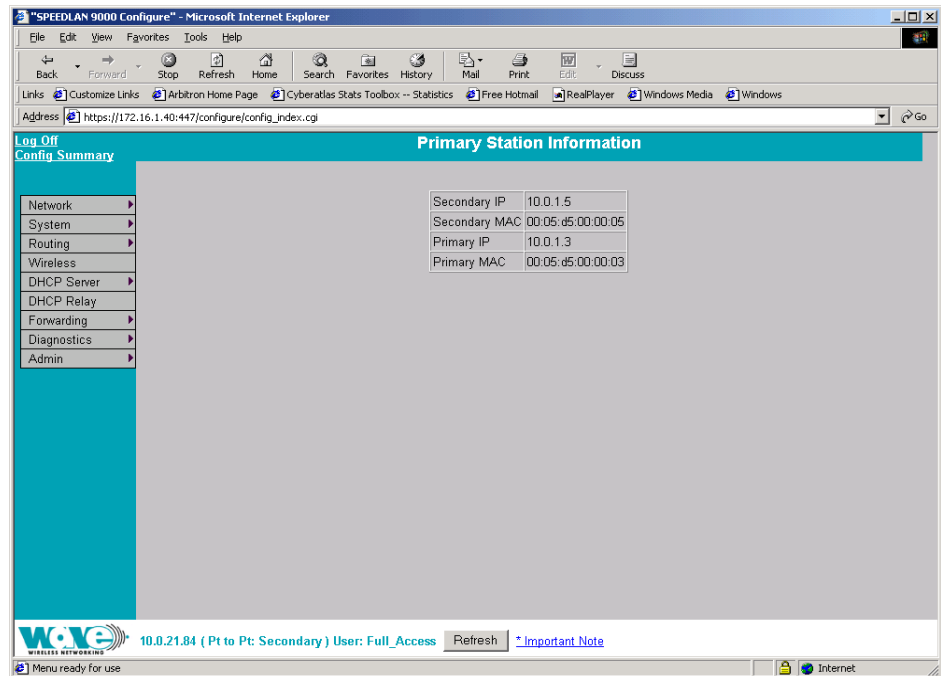 "SPEEDLAN 9000 Configure" - Microsoft Internet Explorer
File Edit View Favorites Tools Help
Back Forward Stop Refresh Home Search Favorites History Mail Print Edit Discuss
Links Customize Links Arbitron Home Page Cyberatlas Stats Toolbox -- Statistics Free Hotmail RealPlayer Windows Media Windows
Address https://172.16.1.40:447/configure/config_index.cgi Go
Log Off
Config Summary
Primary Station Information
Network
System
Routing
Wireless
DHCP Server
DHCP Relay
Forwarding
Diagnostics
Admin
Secondary IP 10.0.1.5
Secondary MAC 00:05:d5:00:00:05
Primary IP 10.0.1.3
Primary MAC 00:05:d5:00:00:03
WAVE
WIRELESS NETWORKING
10.0.21.84 ( Pt to Pt: Secondary ) User: Full_Access Refresh * Important Note
Menu ready for use Internet